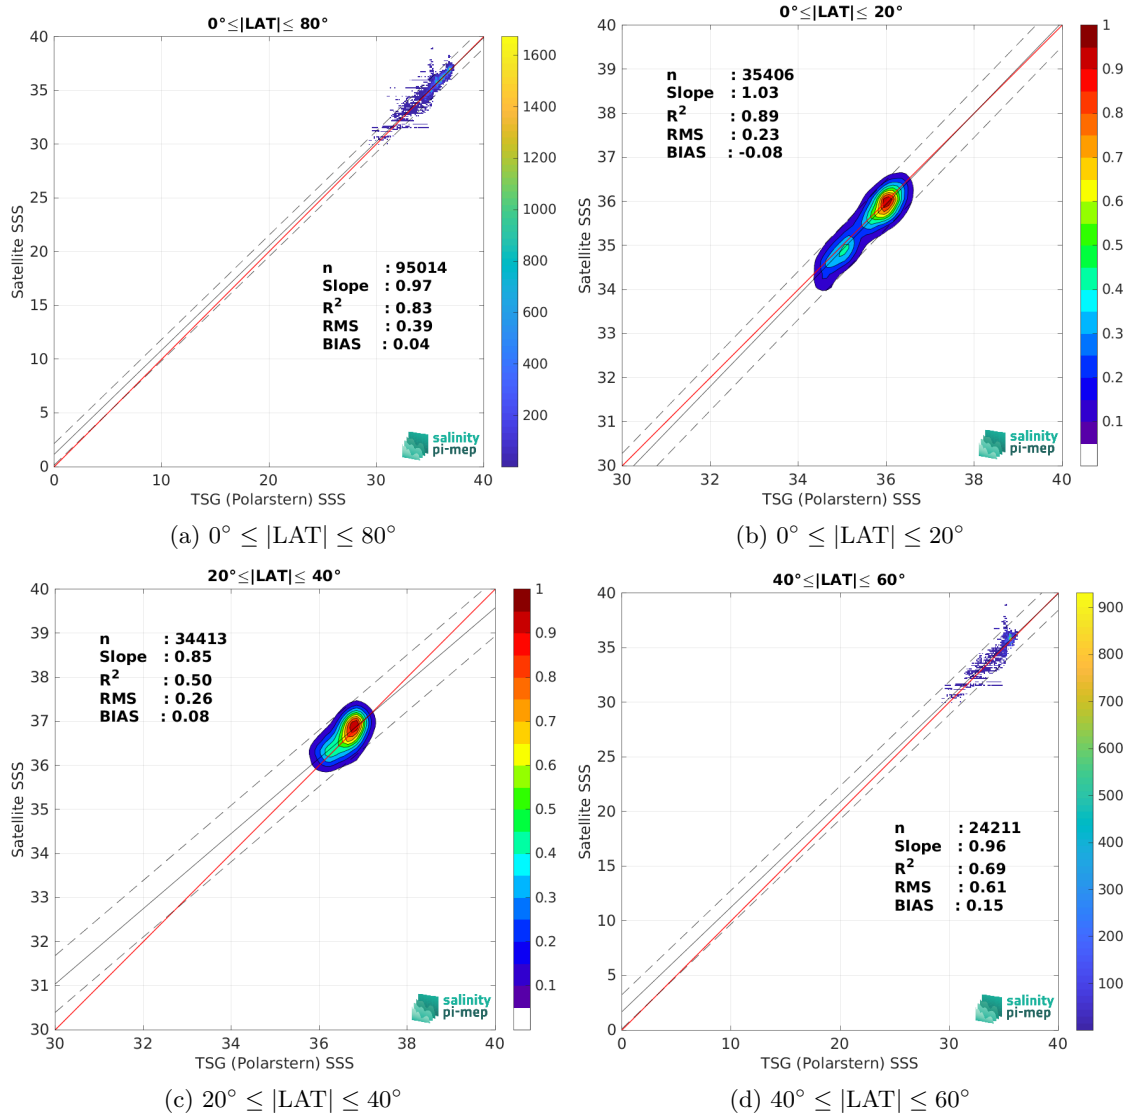 0°≤|LAT|≤ 80°
40
35
30
25
20
15
10
5
0
Satellite SSS
n : 95014
Slope : 0.97
R² : 0.83
RMS : 0.39
BIAS : 0.04
salinity
pi-mep
0 10 20 30 40
TSG (Polarstern) SSS
1600
1400
1200
1000
800
600
400
200
(a) 0° ≤ |LAT| ≤ 80°
0°≤|LAT|≤ 20°
40
39
38
37
36
35
34
33
32
31
30
Satellite SSS
n : 35406
Slope : 1.03
R² : 0.89
RMS : 0.23
BIAS : -0.08
salinity
pi-mep
30 32 34 36 38 40
TSG (Polarstern) SSS
1
0.9
0.8
0.7
0.6
0.5
0.4
0.3
0.2
0.1
(b) 0° ≤ |LAT| ≤ 20°
20°≤|LAT|≤ 40°
40
39
38
37
36
35
34
33
32
31
30
Satellite SSS
n : 34413
Slope : 0.85
R² : 0.50
RMS : 0.26
BIAS : 0.08
salinity
pi-mep
30 32 34 36 38 40
TSG (Polarstern) SSS
1
0.9
0.8
0.7
0.6
0.5
0.4
0.3
0.2
0.1
(c) 20° ≤ |LAT| ≤ 40°
40°≤|LAT|≤ 60°
40
35
30
25
20
15
10
5
0
Satellite SSS
n : 24211
Slope : 0.96
R² : 0.69
RMS : 0.61
BIAS : 0.15
salinity
pi-mep
0 10 20 30 40
TSG (Polarstern) SSS
900
800
700
600
500
400
300
200
100
(d) 40° ≤ |LAT| ≤ 60°